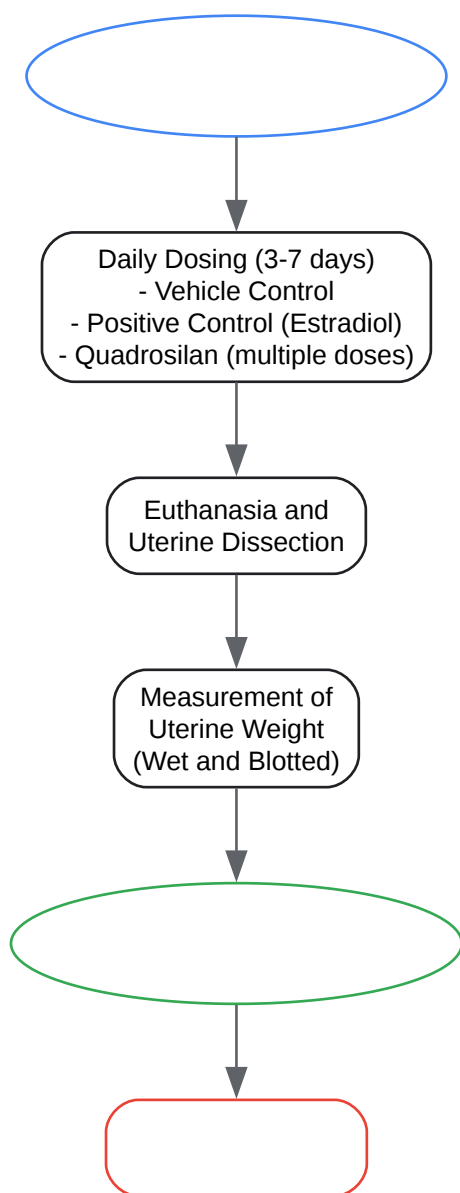 Daily Dosing (3-7 days)
- Vehicle Control
- Positive Control (Estradiol)
- Quadrosilan (multiple doses)
Euthanasia and
Uterine Dissection
Measurement of
Uterine Weight
(Wet and Blotted)